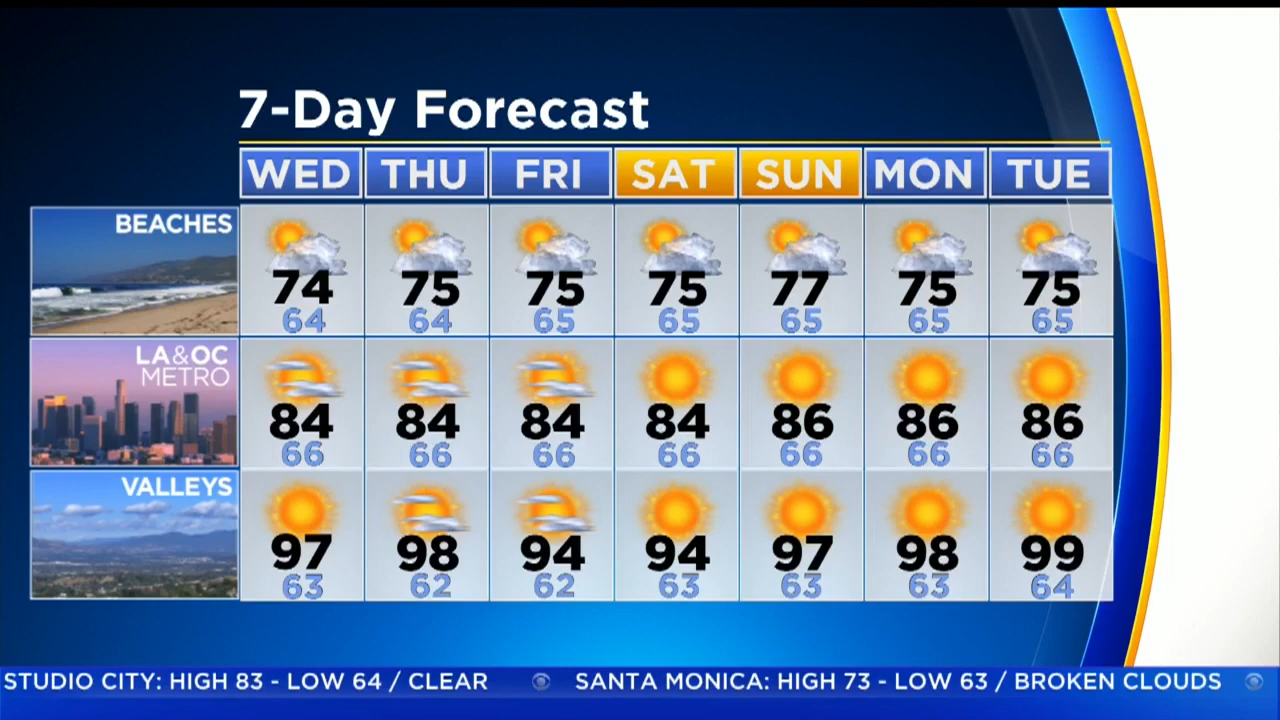 7-Day Forecast
WED THU FRI SAT SUN MON TUE
BEACHES
74 75 75 75 77 75 75
64 64 65 65 65 65 65
LA&OC
METRO
84 84 84 84 86 86 86
66 66 66 66 66 66 66
VALLEYS
97 98 94 94 97 98 99
63 62 62 63 63 63 64
STUDIO CITY: HIGH 83 - LOW 64 / CLEAR SANTA MONICA: HIGH 73 - LOW 63 / BROKEN CLOUDS